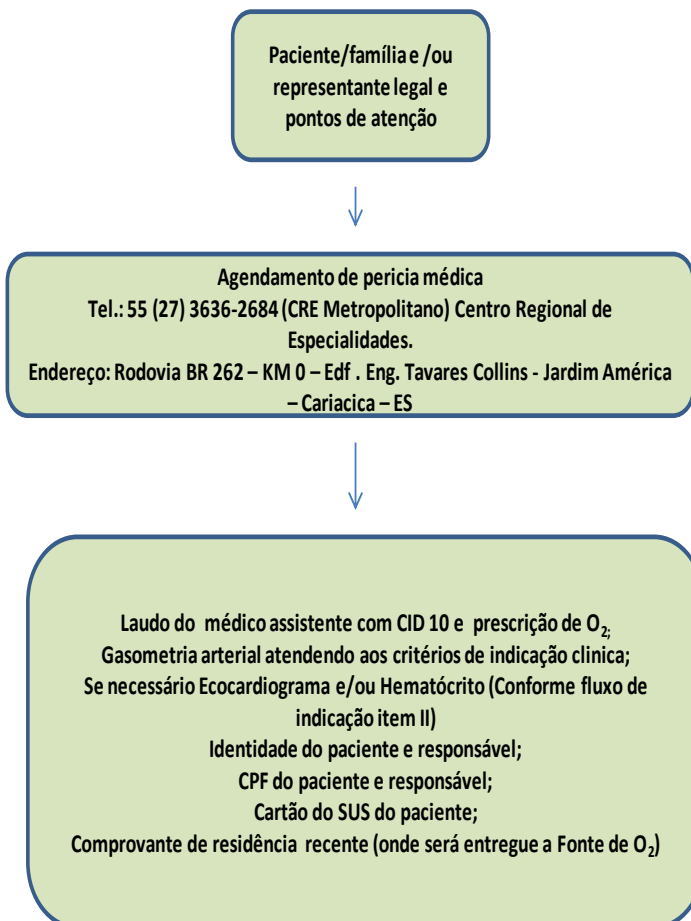 Paciente/família e /ou
representante legal e
pontos de atenção
Agendamento de pericia médica
Tel.: 55 (27) 3636-2684 (CRE Metropolitano) Centro Regional de
Especialidades.
Endereço: Rodovia BR 262 – KM 0 – Edf . Eng. Tavares Collins - Jardim América
– Cariacica – ES
Laudo do médico assistente com CID 10 e prescrição de O₂;
Gasometria arterial atendendo aos critérios de indicação clinica;
Se necessário Ecocardiograma e/ou Hematócrito (Conforme fluxo de
indicação item II)
Identidade do paciente e responsável;
CPF do paciente e responsável;
Cartão do SUS do paciente;
Comprovante de residência recente (onde será entregue a Fonte de O₂)